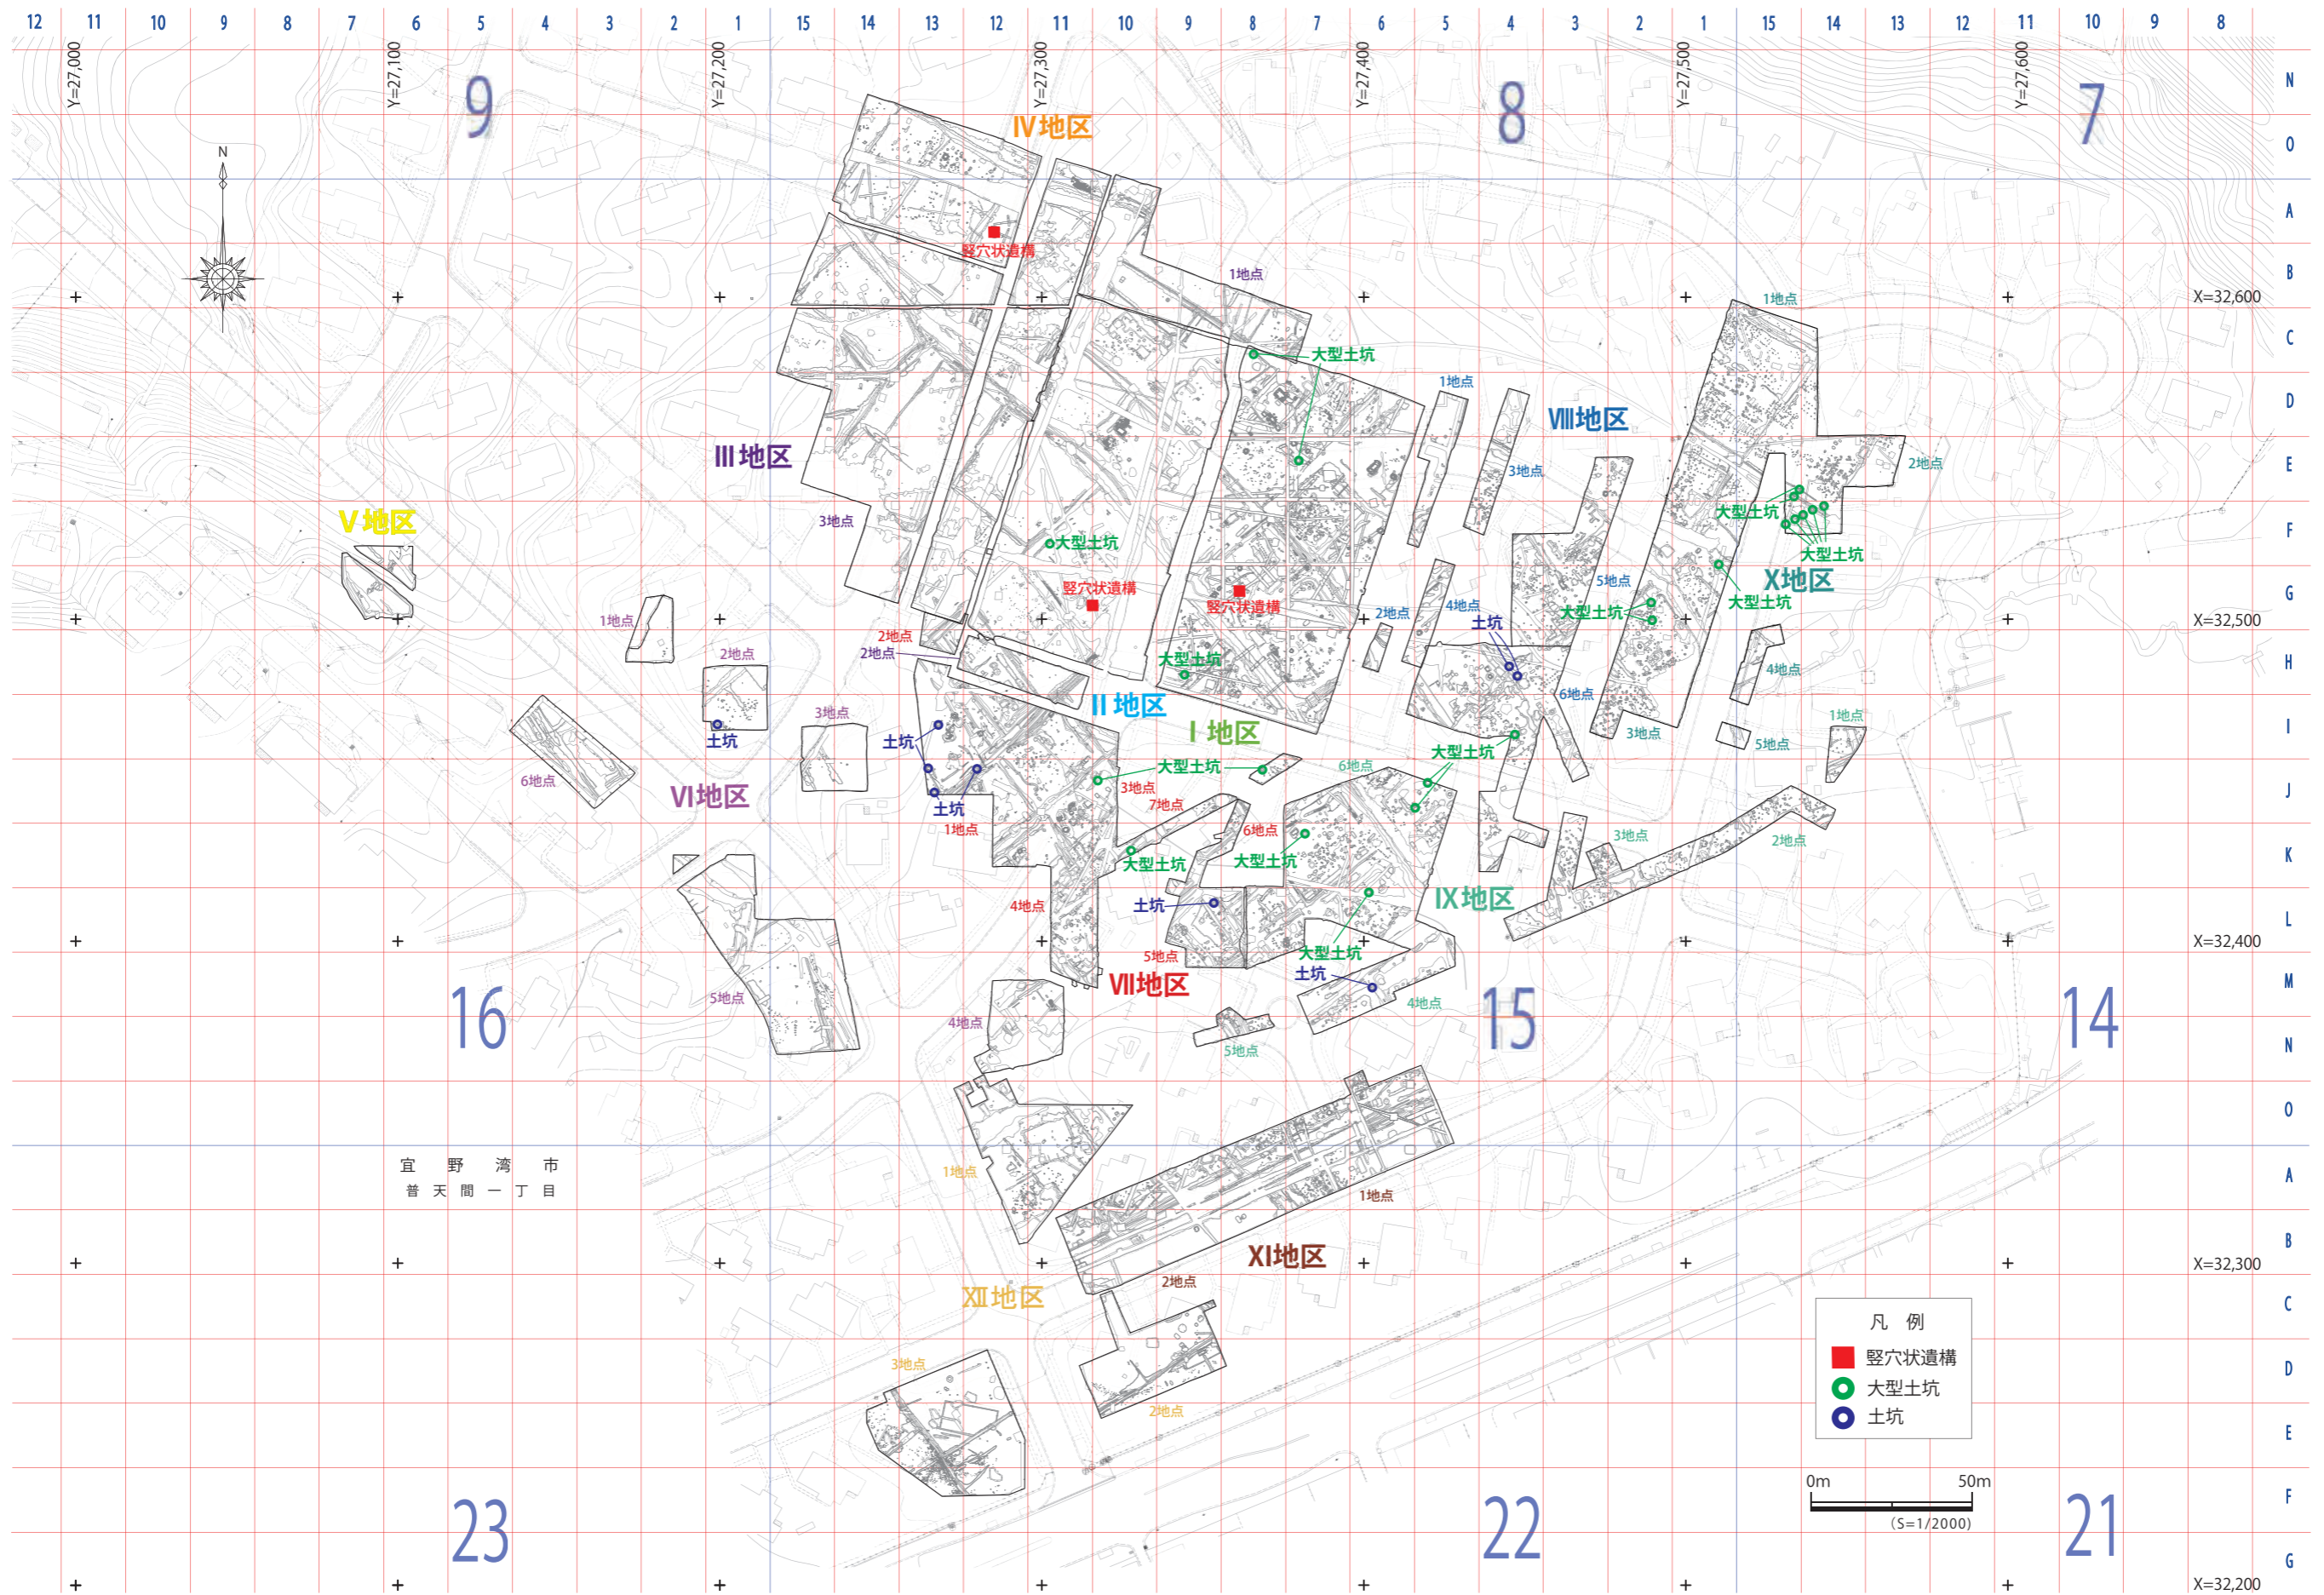 12 11 10 9 8 7 6 5 4 3 2 1 15 14 13 12 11 10 9 8 7 6 5 4 3 2 1 15 14 13 12 11 10 9 8
Y=27,000 Y=27,100 Y=27,200 Y=27,300 Y=27,400 Y=27,500 Y=27,600
N
9 8 7
Ⅳ地区
O
N
A
竪穴状遺構
B
1地点
1地点
X=32,600
C
大型土坑
1地点
D
Ⅷ地区
Ⅲ地区
3地点
2地点
E
大型土坑
3地点
Ⅴ地区
F
大型土坑
大型土坑
Ⅹ地区
5地点
竪穴状遺構
竪穴状遺構
大型土坑
大型土坑
G
4地点
2地点
1地点
土坑
X=32,500
2地点
2地点
2地点
大型土坑
H
4地点
6地点
Ⅱ地区
3地点
1地点
Ⅰ地区
I
3地点
5地点
土坑
土坑
大型土坑
大型土坑
6地点
6地点
3地点
J
Ⅵ地区
7地点
土坑
1地点
6地点
3地点
2地点
大型土坑
大型土坑
K
Ⅸ地区
4地点
土坑
L
X=32,400
大型土坑
5地点
土坑
Ⅶ地区
M
5地点
4地点
16 15 14
4地点
N
5地点
O
宜野湾市
普天間一丁目
1地点
A
1地点
B
Ⅺ地区
X=32,300
2地点
Ⅻ地区
C
凡 例
竪穴状遺構
3地点
D
大型土坑
2地点
土坑
E
0m 50m
F
(S=1/2000)
23 22 21
G
X=32,200